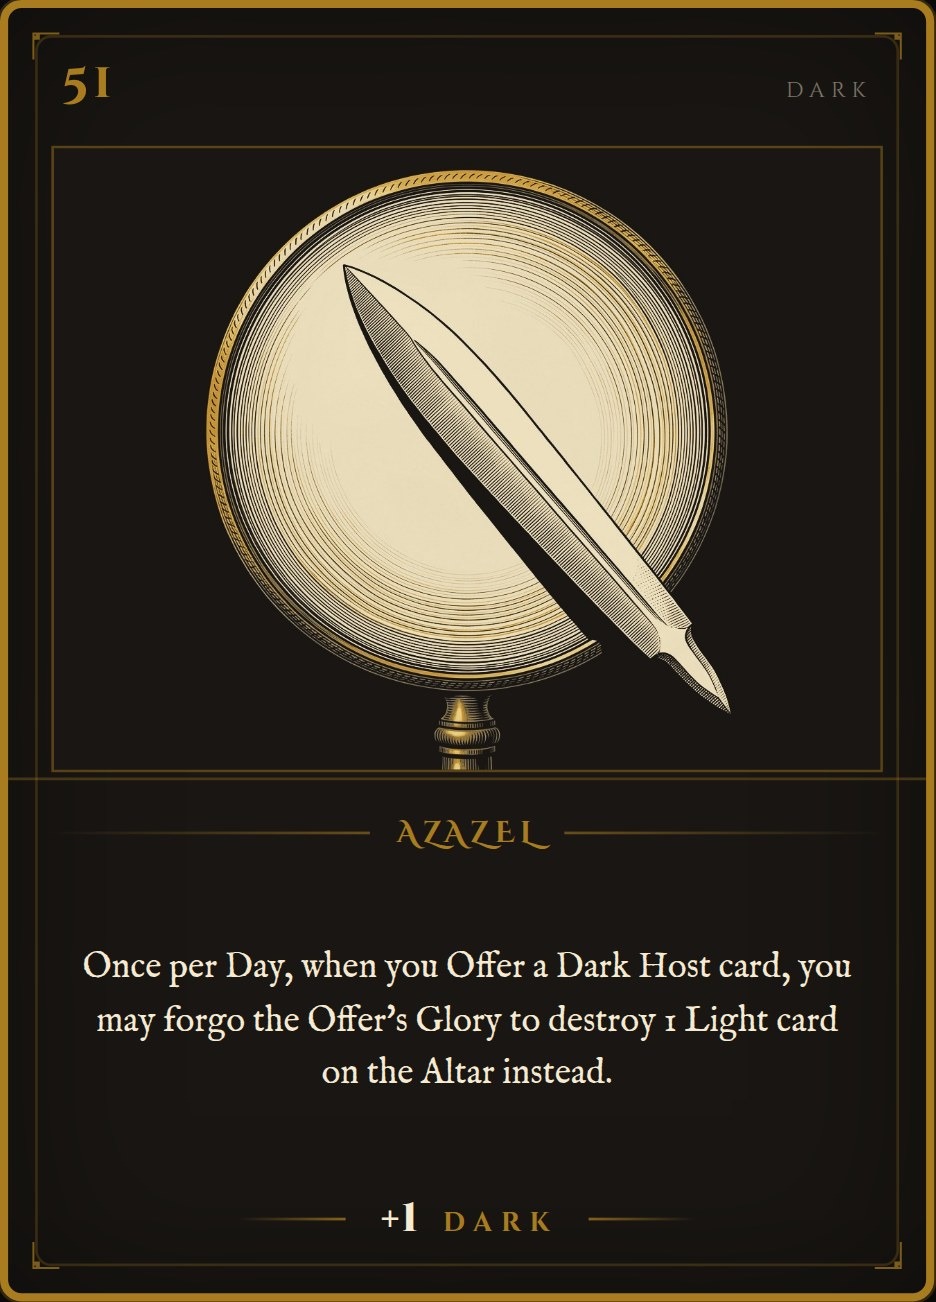 51
DARK
AZAZEL
Once per Day, when you Offer a Dark Host card, you
may forgo the Offer's Glory to destroy 1 Light card
on the Altar instead.
+1 DARK